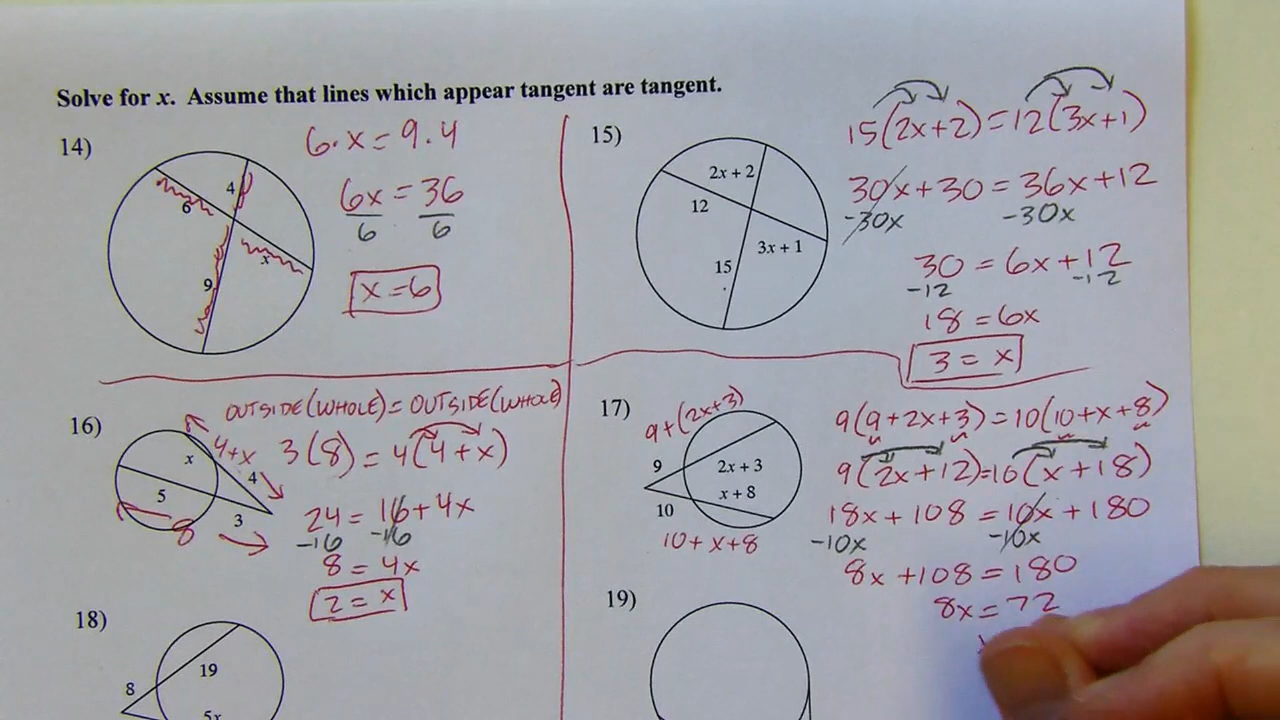 Solve for x. Assume that lines which appear tangent are tangent.
14)
4
6
x
9
6·x = 9·4
6x = 36
6 6
x = 6
15)
2x + 2
12
3x + 1
15
15(2x+2) = 12(3x+1)
30x + 30 = 36x + 12
-30x -30x
30 = 6x + 12
-12 -12
18 = 6x
3 = x
16)
OUTSIDE(WHOLE) = OUTSIDE(WHOLE)
x
4+x
4
5
3
8
3(8) = 4(4+x)
24 = 16 + 4x
-16 -16
8 = 4x
2 = x
17)
9+(2x+3)
9
2x + 3
x + 8
10
10+x+8
9(9+2x+3) = 10(10+x+8)
9(2x+12) = 10(x+18)
18x + 108 = 10x + 180
-10x -10x
8x + 108 = 180
8x = 72
18)
19
8
5x
19)